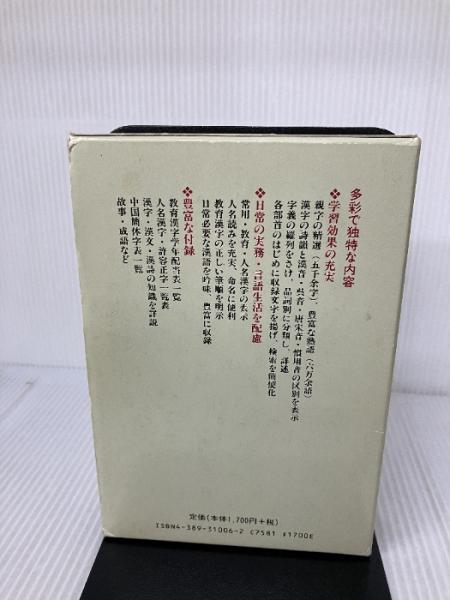 多彩で独特な内容
❖学習効果の充実
親字の精選(五千余字)、豊富な熟語(六万余語)
漢字の詩韻と漢音・呉音・唐宋音・慣用音の区別を表示
字義の羅列をさけ、品詞別に分類し、詳述
各部首のはじめに収録文字を揚げ、検索を簡便化
❖日常の実務・言語生活を配慮
常用・教育・人名漢字の表示
人名読みを充実、命名に便利
教育漢字の正しい筆順を明示
日常必要な漢語を吟味、豊富に収録
❖豊富な付録
教育漢字学年配当表一覧
人名漢字・許容正字一覧表
漢字・漢文・漢詩の知識を詳説
中国簡体字表一覧
故事・成語など
定価(本体1,700円+税)
ISBN4-389-31006-2 C7581 ¥1700E